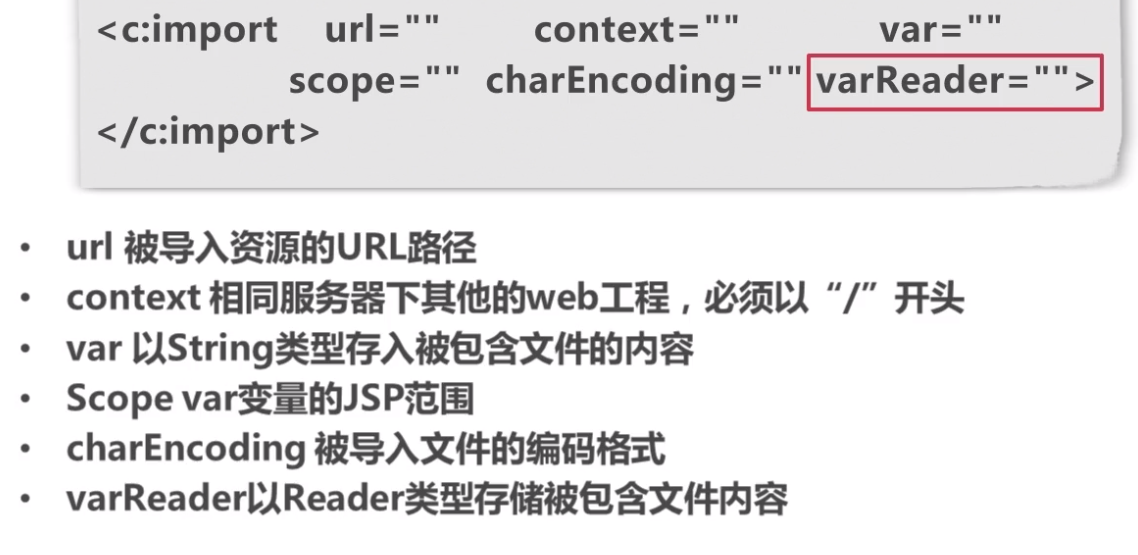 <c:import url="" context="" var=""
scope="" charEncoding="" varReader="">
</c:import>
• url 被导入资源的URL路径
• context 相同服务器下其他的web工程，必须以“/”开头
• var 以String类型存入被包含文件的内容
• Scope var变量的JSP范围
• charEncoding 被导入文件的编码格式
• varReader以Reader类型存储被包含文件内容